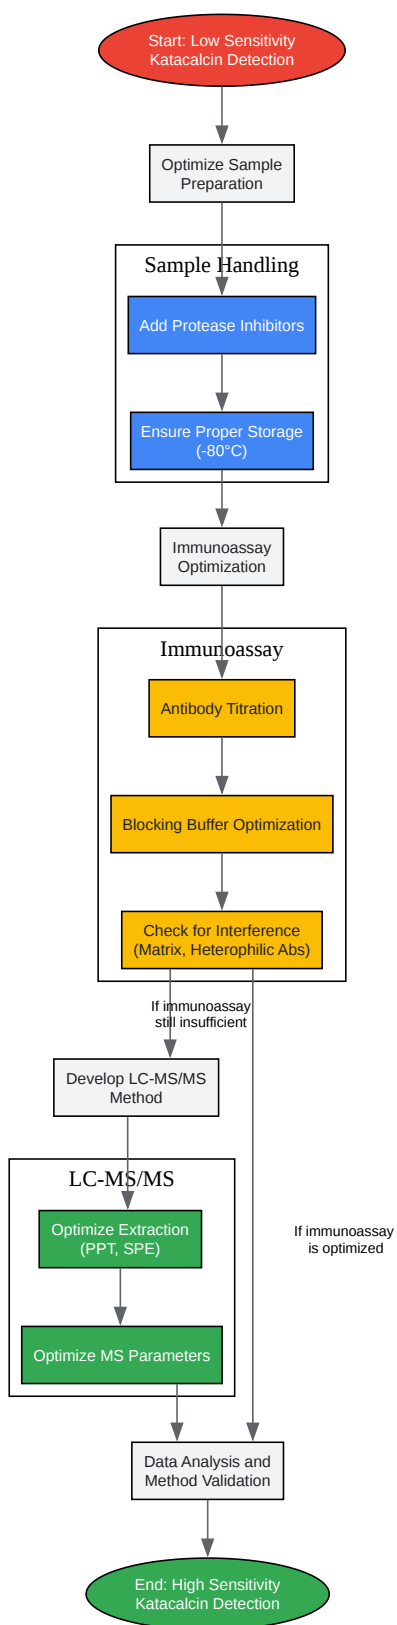 Start: Low Sensitivity
Katacalcin Detection
Optimize Sample
Preparation
Sample Handling
Add Protease Inhibitors
Ensure Proper Storage
(-80°C)
Immunoassay
Optimization
Immunoassay
Antibody Titration
Blocking Buffer Optimization
Check for Interference
(Matrix, Heterophilic Abs)
If immunoassay
still insufficient
Develop LC-MS/MS
Method
LC-MS/MS
Optimize Extraction
(PPT, SPE)
If immunoassay
is optimized
Optimize MS Parameters
Data Analysis and
Method Validation
End: High Sensitivity
Katacalcin Detection